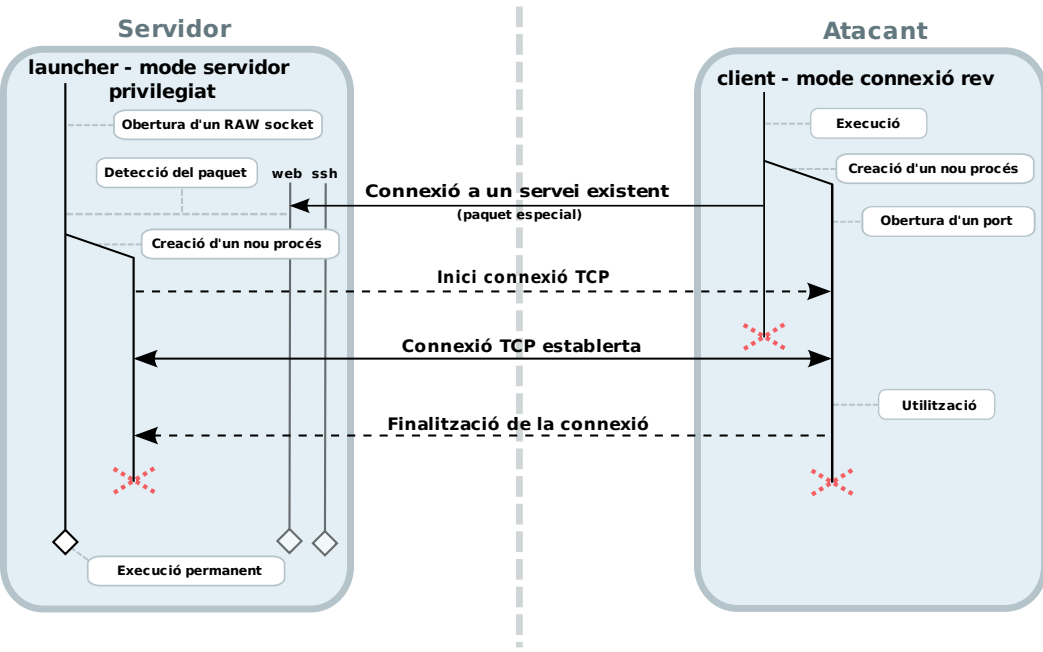 Servidor
Atacant
launcher - mode servidor
privilegiat
client - mode connexió rev
Obertura d'un RAW socket
Execució
Detecció del paquet
web ssh
Creació d'un nou procés
Connexió a un servei existent
(paquet especial)
Obertura d'un port
Creació d'un nou procés
Inici connexió TCP
Connexió TCP establerta
Utilització
Finalització de la connexió
Execució permanent